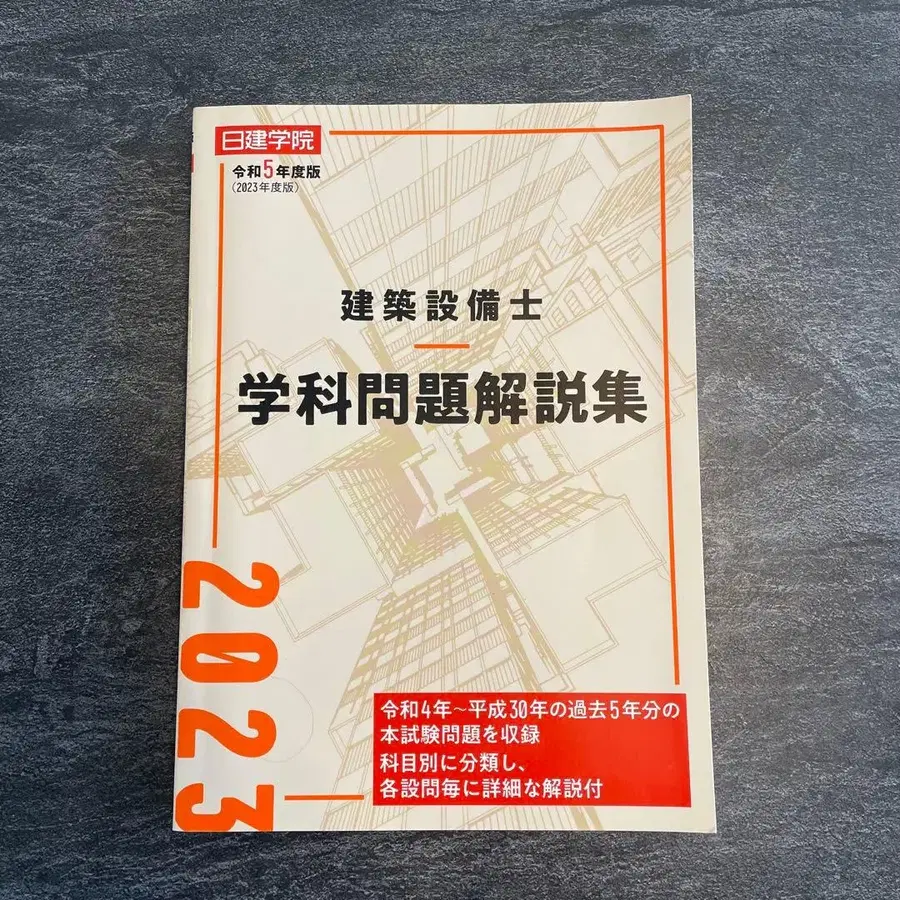 日建学院
令和5年度版
(2023年度版)
建築設備士
学科問題解説集
2023
令和4年~平成30年の過去5年分の
本試験問題を収録
科目別に分類し、
各設問毎に詳細な解説付